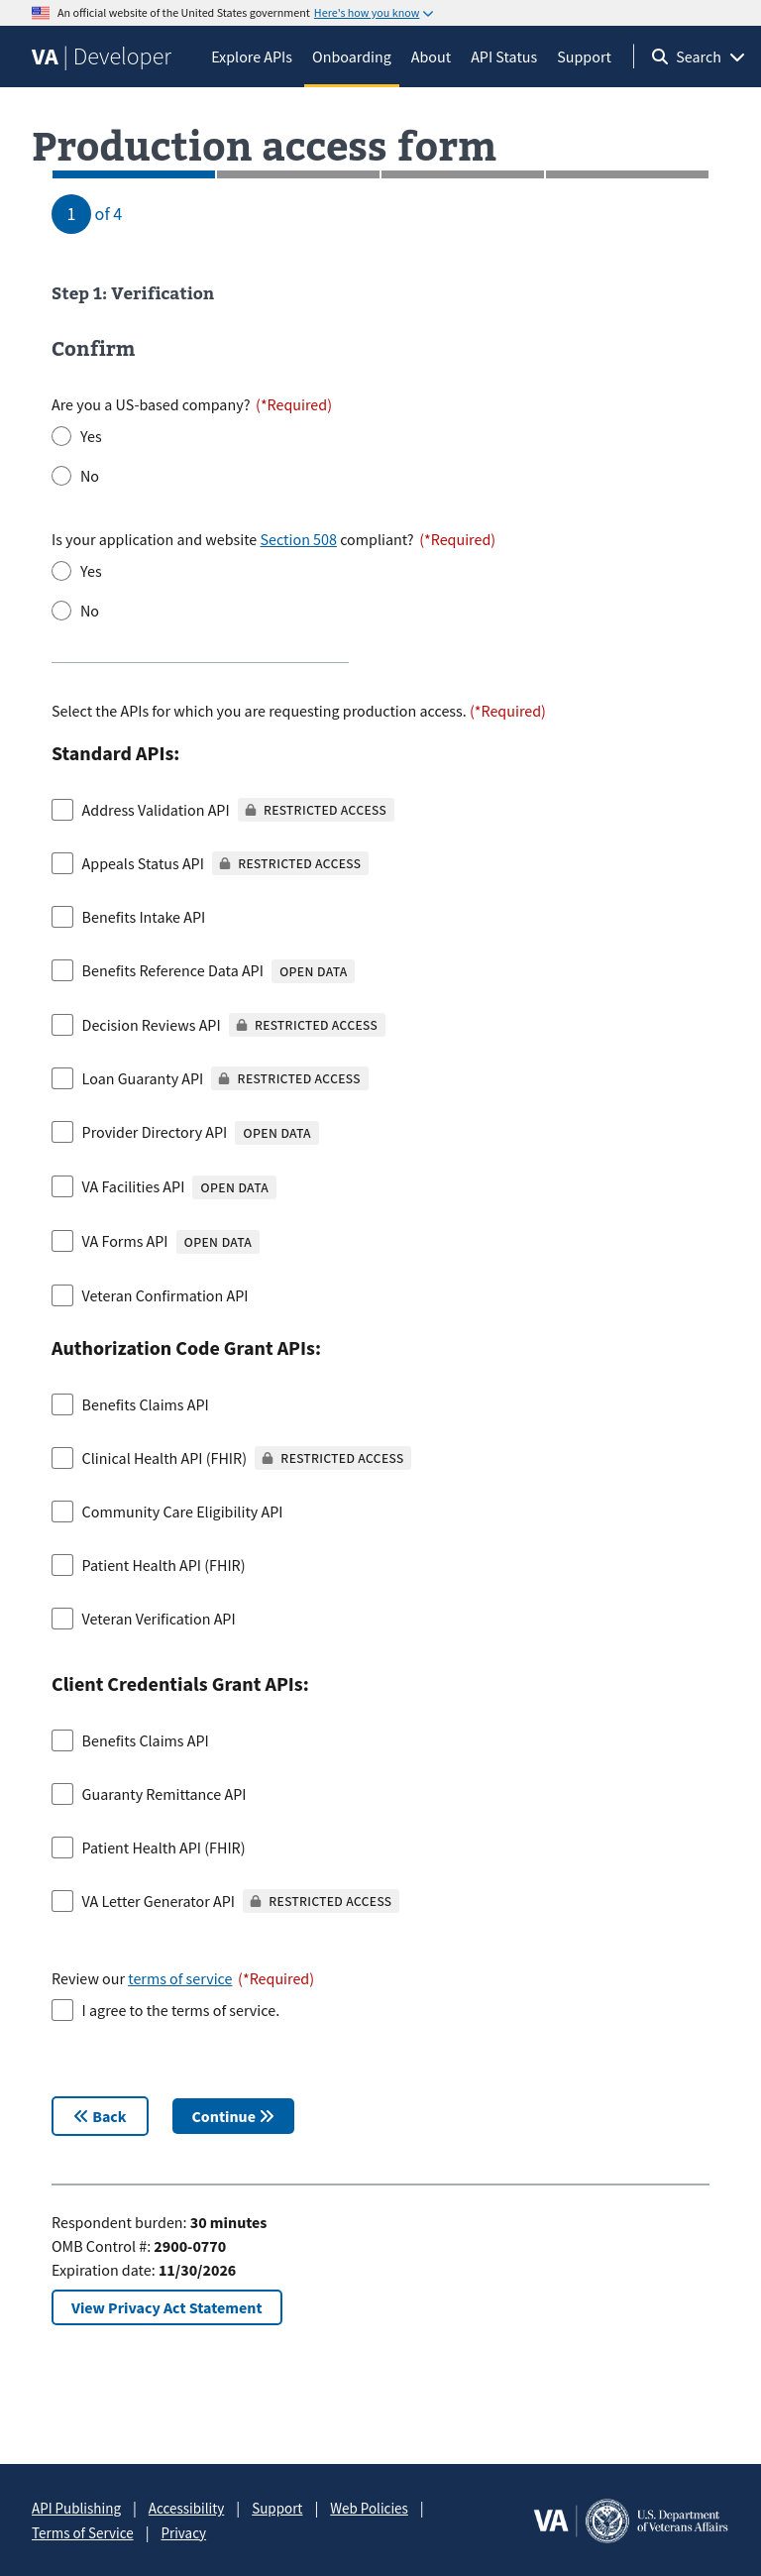 An official website of the United States government Here's how you know
VA | Developer Explore APIs Onboarding About API Status Support Search
Production access form
1 of 4
Step 1: Verification
Confirm
Are you a US-based company? (*Required)
Yes
No
Is your application and website Section 508 compliant? (*Required)
Yes
No
Select the APIs for which you are requesting production access. (*Required)
Standard APIs:
Address Validation API RESTRICTED ACCESS
Appeals Status API RESTRICTED ACCESS
Benefits Intake API
Benefits Reference Data API OPEN DATA
Decision Reviews API RESTRICTED ACCESS
Loan Guaranty API RESTRICTED ACCESS
Provider Directory API OPEN DATA
VA Facilities API OPEN DATA
VA Forms API OPEN DATA
Veteran Confirmation API
Authorization Code Grant APIs:
Benefits Claims API
Clinical Health API (FHIR) RESTRICTED ACCESS
Community Care Eligibility API
Patient Health API (FHIR)
Veteran Verification API
Client Credentials Grant APIs:
Benefits Claims API
Guaranty Remittance API
Patient Health API (FHIR)
VA Letter Generator API RESTRICTED ACCESS
Review our terms of service (*Required)
I agree to the terms of service.
Back Continue
Respondent burden: 30 minutes
OMB Control #: 2900-0770
Expiration date: 11/30/2026
View Privacy Act Statement
API Publishing | Accessibility | Support | Web Policies |
Terms of Service | Privacy
VA | U.S. Department
of Veterans Affairs